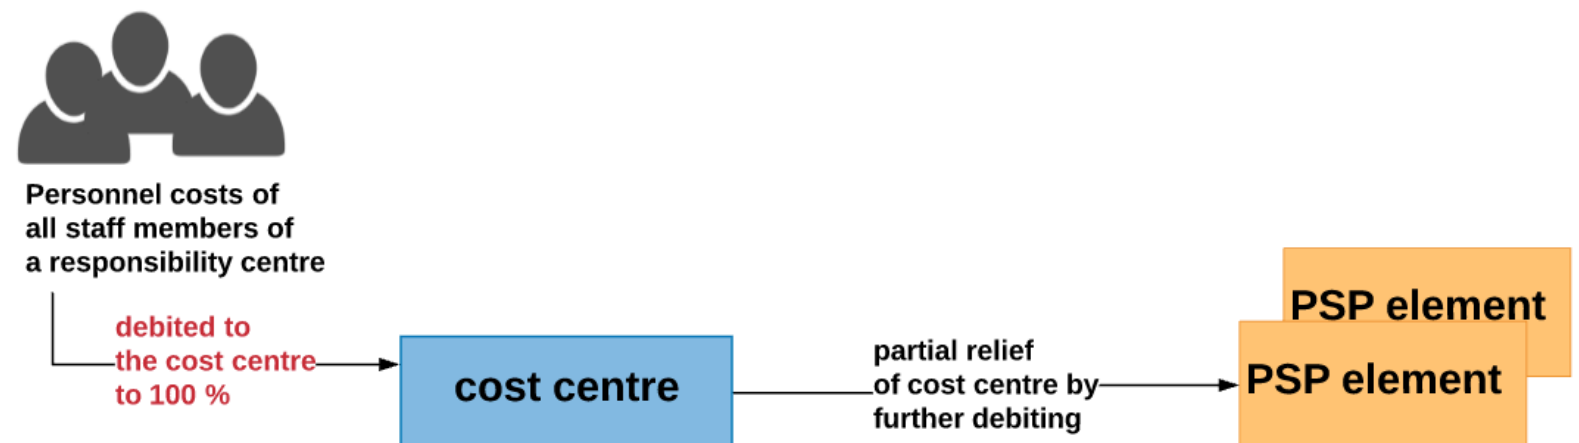 Personnel costs of
all staff members of
a responsibility centre
debited to
the cost centre
to 100 %
cost centre
partial relief
of cost centre by
further debiting
PSP element
PSP element